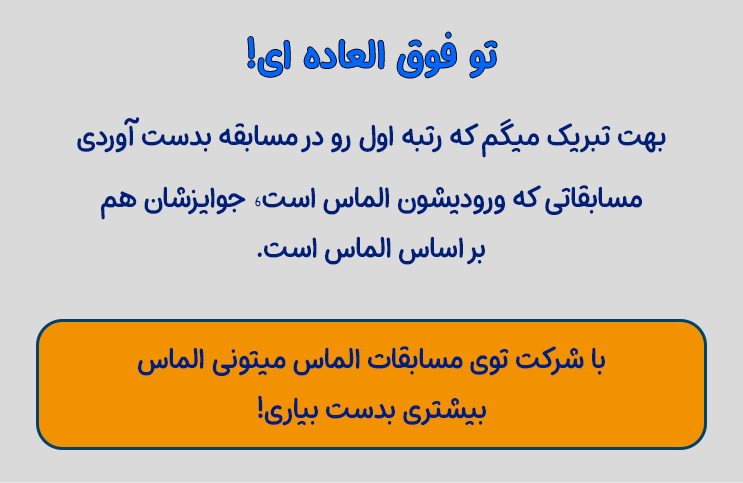 تو فوق العاده ای!
بهت تبریک میگم که رتبه اول رو در مسابقه بدست آوردی
مسابقاتی که ورودیشون الماس است، جوایزشان هم
بر اساس الماس است.
با شرکت توی مسابقات الماس میتونی الماس
بیشتری بدست بیاری!